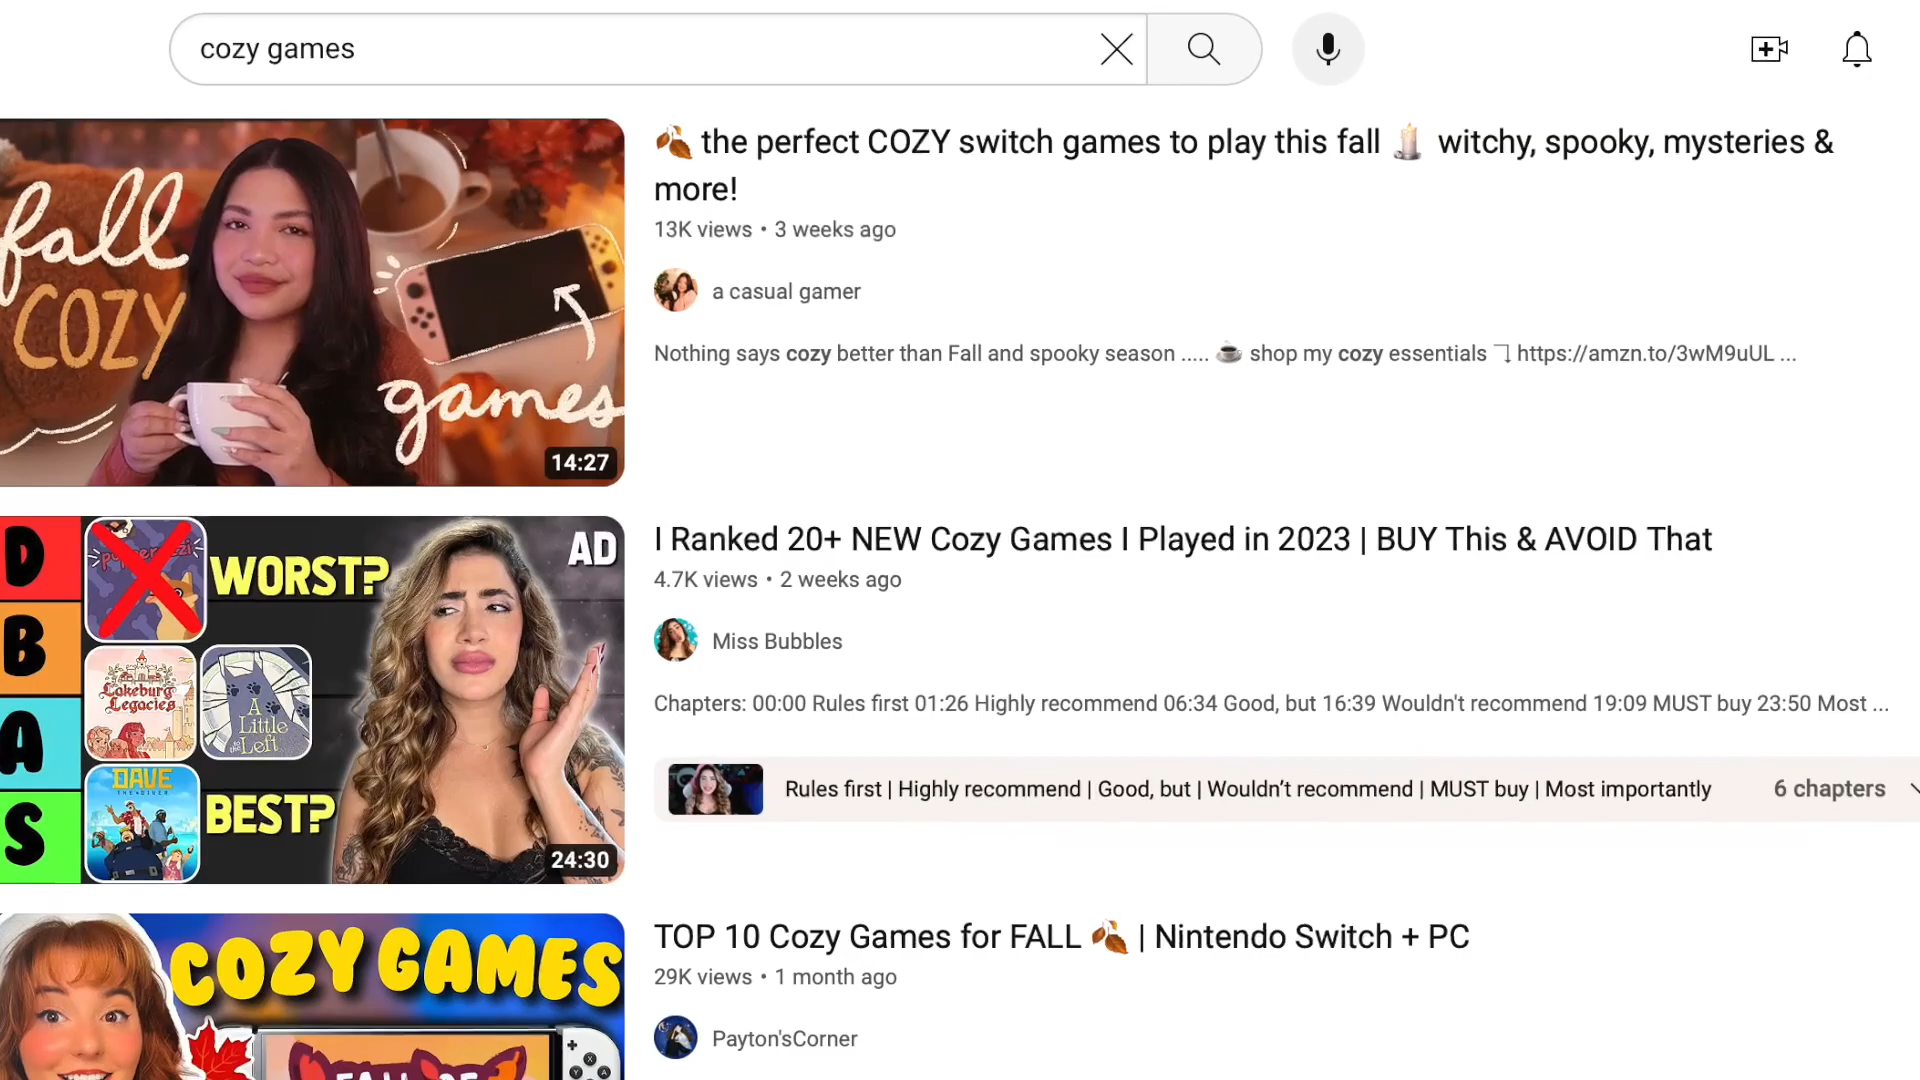 cozy games
fall
COZY
games
14:27
🍂 the perfect COZY switch games to play this fall 🕯️ witchy, spooky, mysteries &
more!
13K views • 3 weeks ago
a casual gamer
Nothing says cozy better than Fall and spooky season ..... ☕ shop my cozy essentials ⤵ https://amzn.to/3wM9uUL ...
D
B
A
S
WORST?
AD
Lakeburg
Legacies
A
Little
to the Left
DAVE
THE DIVER
BEST?
24:30
I Ranked 20+ NEW Cozy Games I Played in 2023 | BUY This & AVOID That
4.7K views • 2 weeks ago
Miss Bubbles
Chapters: 00:00 Rules first 01:26 Highly recommend 06:34 Good, but 16:39 Wouldn't recommend 19:09 MUST buy 23:50 Most ...
Rules first | Highly recommend | Good, but | Wouldn’t recommend | MUST buy | Most importantly
6 chapters
COZY GAMES
X
Y
A
TOP 10 Cozy Games for FALL 🍂 | Nintendo Switch + PC
29K views • 1 month ago
Payton'sCorner